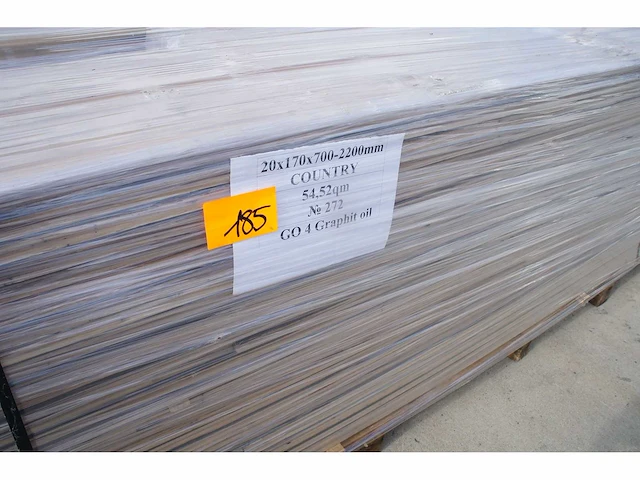 20x170x700-2200mm
COUNTRY
54,52qm
№ 272
GO 4 Graphit oil
185